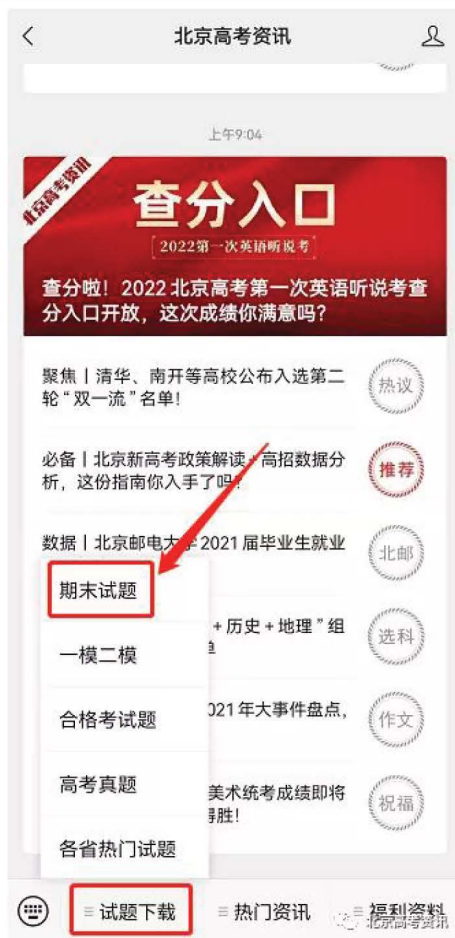 北京高考资讯
上午9:04
北京高考资讯
查分入口
2022第一次英语听说考
查分啦！2022北京高考第一次英语听说考查
分入口开放，这次成绩你满意吗？
聚焦丨清华、南开等高校公布入选第二
轮“双一流”名单！
热议
必备丨北京新高考政策解读+高招数据分
析，这份指南你入手了吗？
推荐
数据丨北京邮电大学2021届毕业生就业
北邮
期末试题
+历史+地理”组
单
选科
一模二模
合格考试题
021年大事件盘点，
作文
高考真题
美术统考成绩即将
得胜！
祝福
各省热门试题
试题下载
热门资讯
福利资料
北京高考资讯